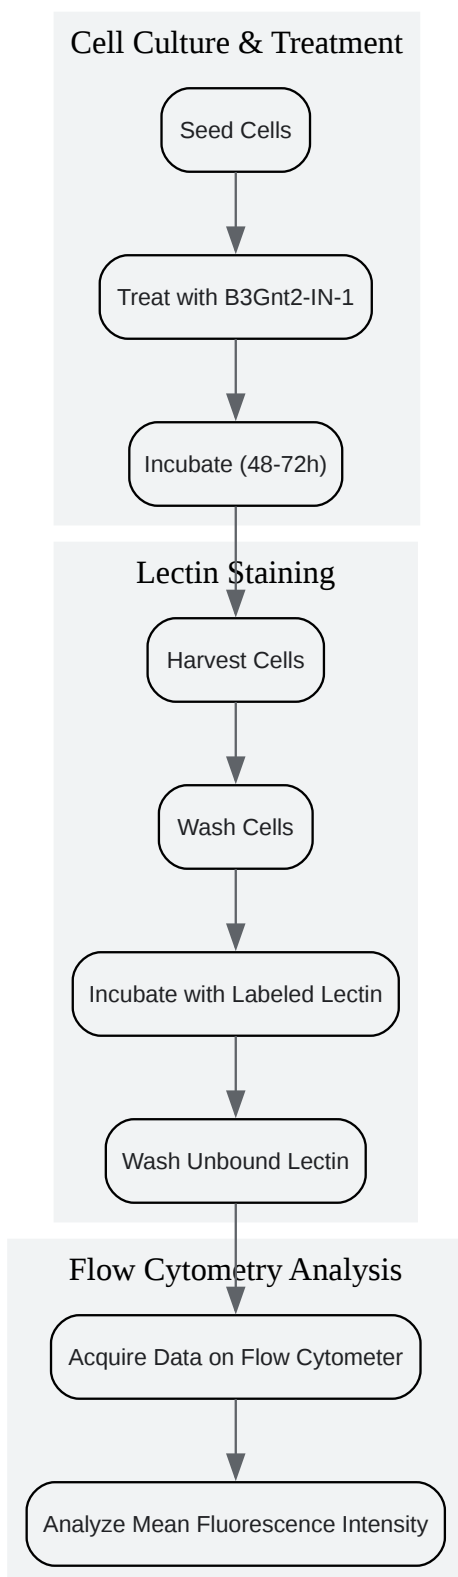 Cell Culture & Treatment
Seed Cells
Treat with B3Gnt2-IN-1
Incubate (48-72h)
Lectin Staining
Harvest Cells
Wash Cells
Incubate with Labeled Lectin
Wash Unbound Lectin
Flow Cytometry Analysis
Acquire Data on Flow Cytometer
Analyze Mean Fluorescence Intensity